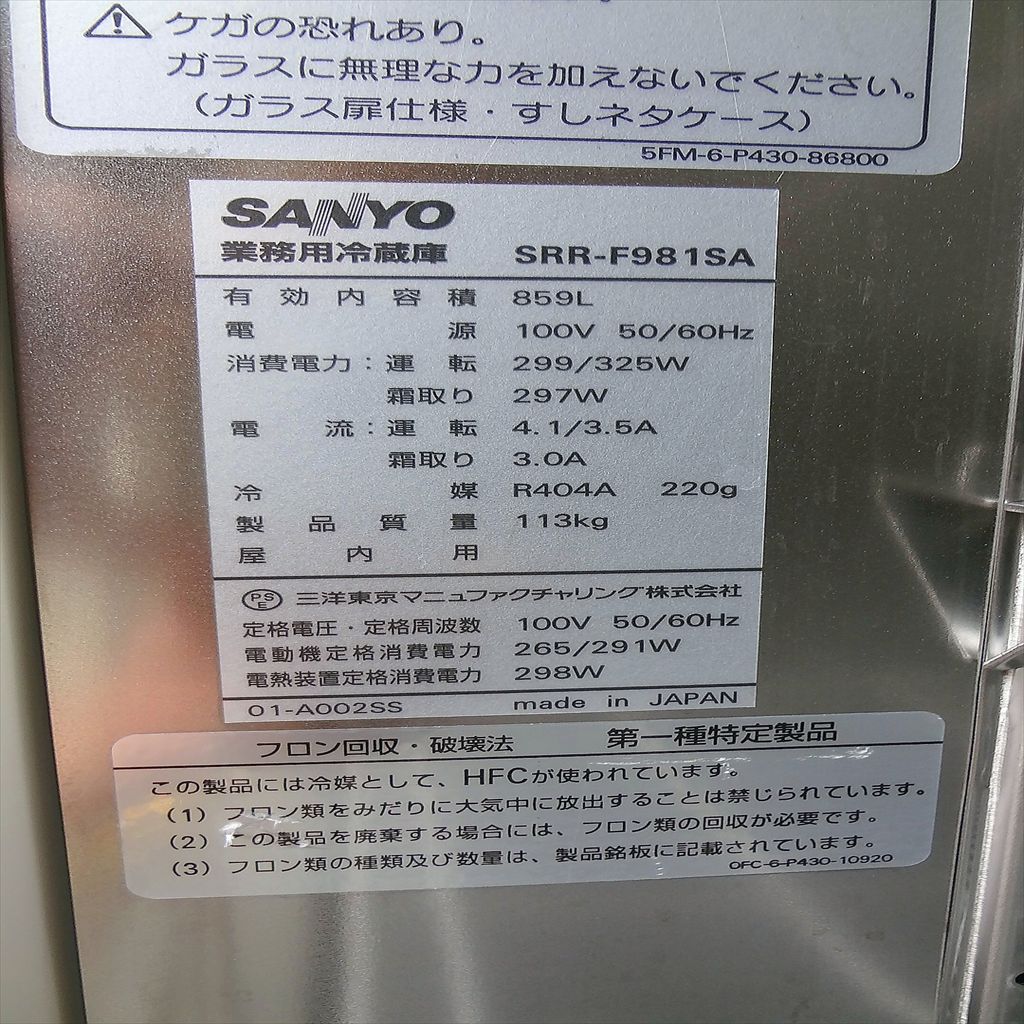 ケガの恐れあり。
ガラスに無理な力を加えないでください。
（ガラス扉仕様・すしネタケース）
5FM-6-P430-86800
SANYO
業務用冷蔵庫 SRR-F981SA
有効内容積 859L
電源 100V 50/60Hz
消費電力：運転 299/325W
霜取り 297W
電流：運転 4.1/3.5A
霜取り 3.0A
冷媒 R404A 220g
製品質量 113kg
屋内用
PSE 三洋東京マニュファクチャリング株式会社
定格電圧・定格周波数 100V 50/60Hz
電動機定格消費電力 265/291W
電熱装置定格消費電力 298W
01-A002SS made in JAPAN
フロン回収・破壊法 第一種特定製品
この製品には冷媒として、HFCが使われています。
（1）フロン類をみだりに大気中に放出することは禁じられています。
（2）この製品を廃棄する場合には、フロン類の回収が必要です。
（3）フロン類の種類及び数量は、製品銘板に記載されています。
0FC-6-P430-10920